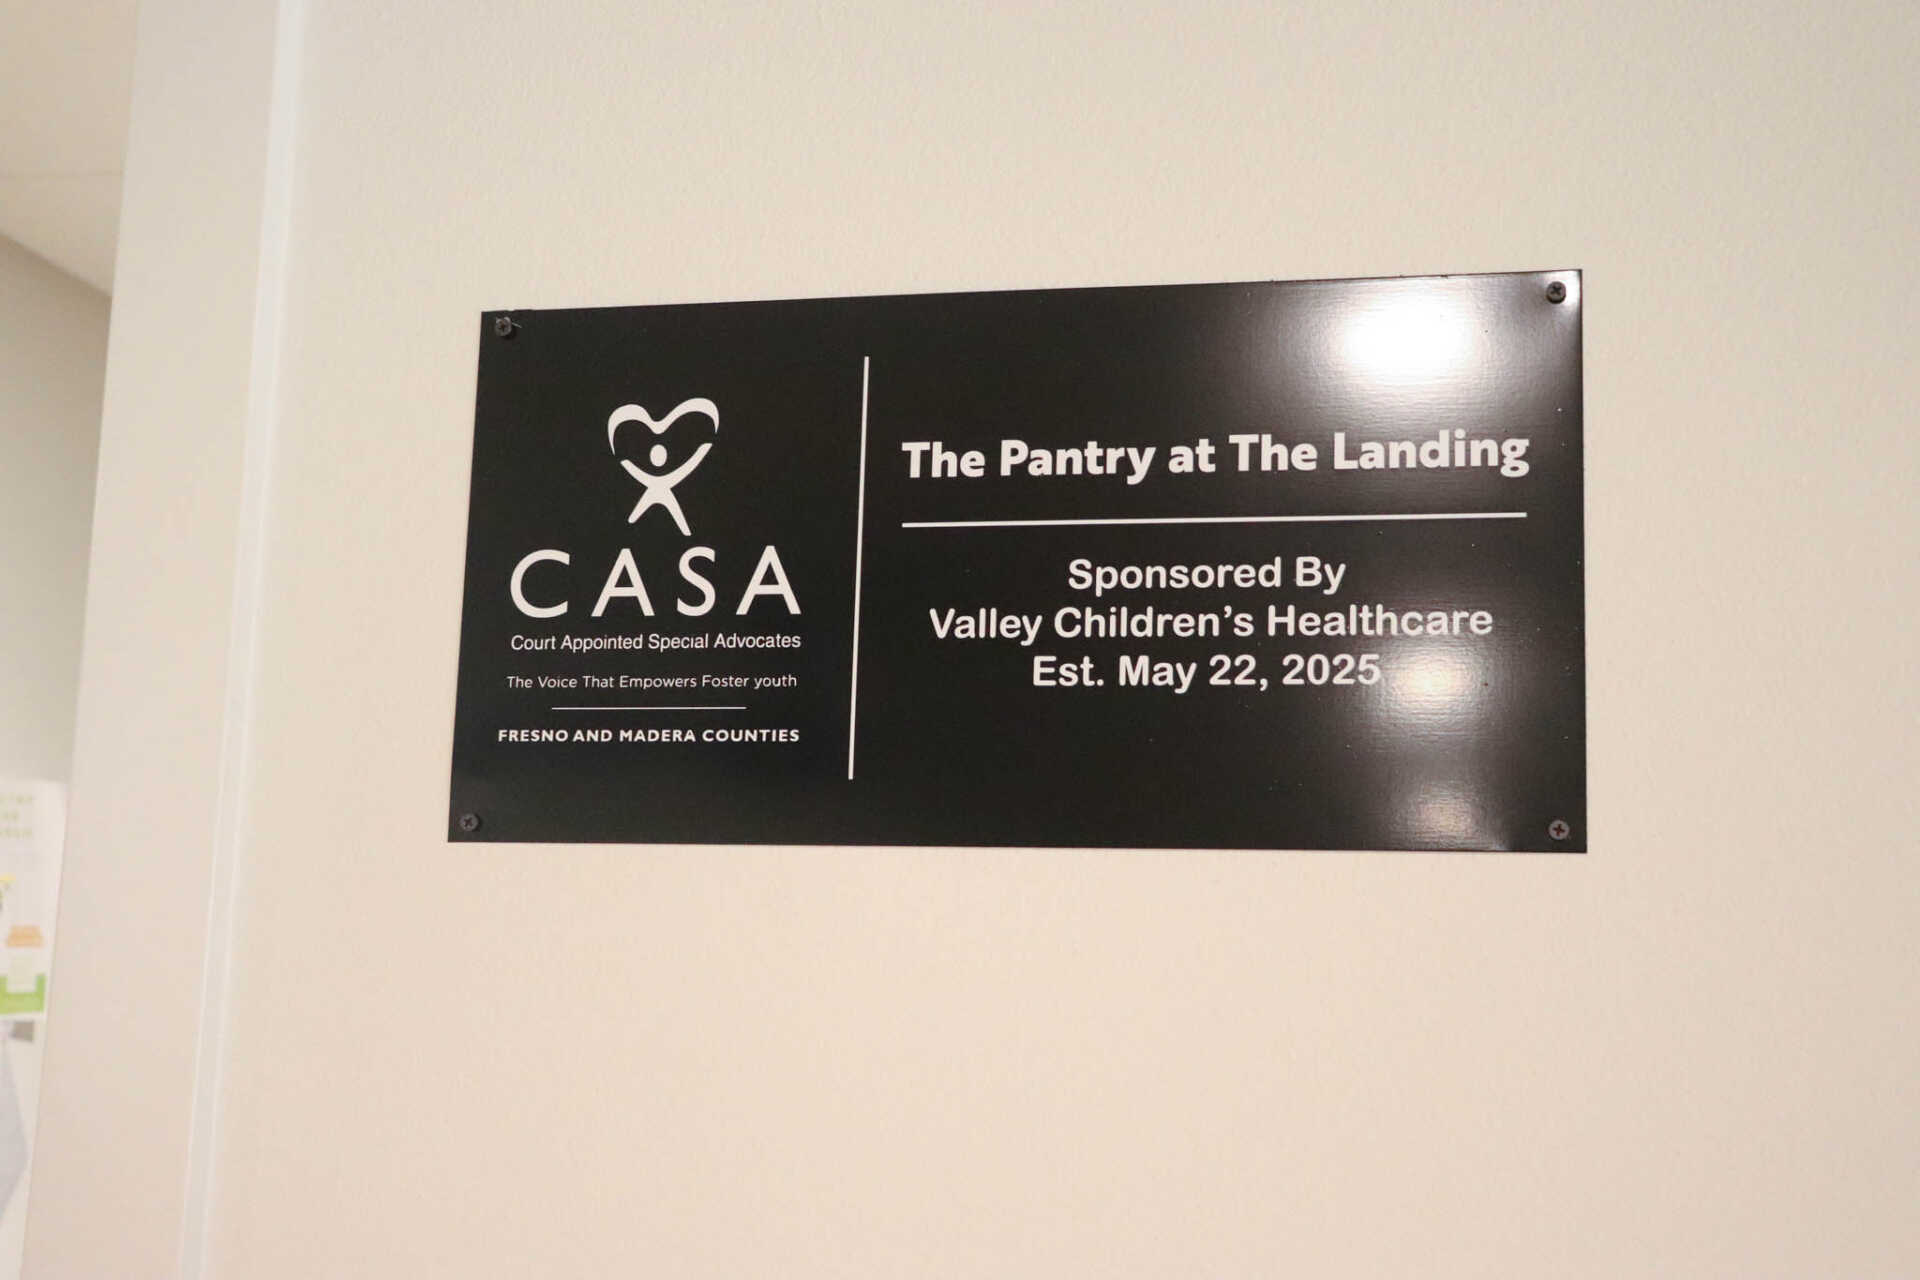 CASA
Court Appointed Special Advocates
The Voice That Empowers Foster youth
FRESNO AND MADERA COUNTIES
The Pantry at The Landing
Sponsored By
Valley Children's Healthcare
Est. May 22, 2025